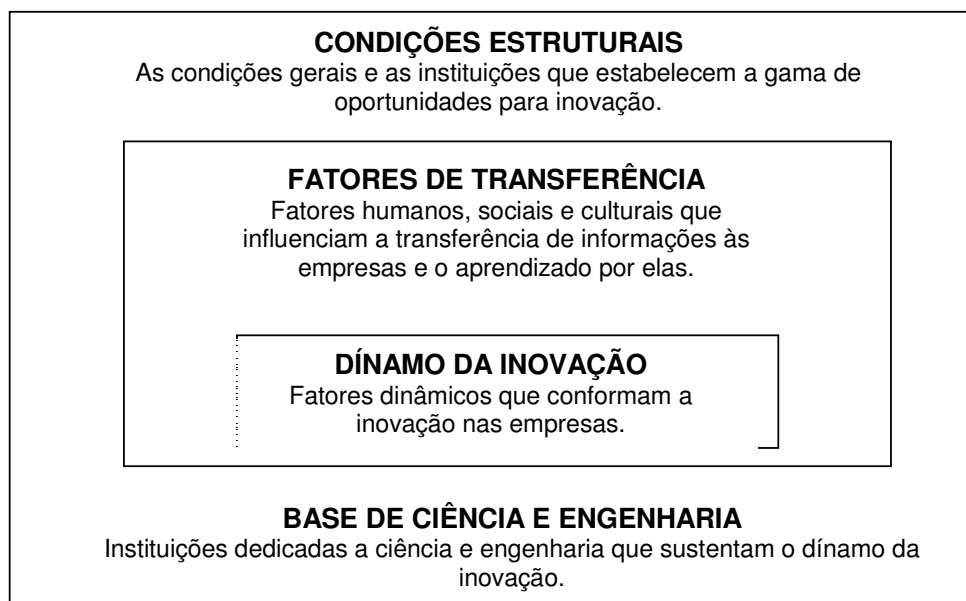 CONDIÇÕES ESTRUTURAIS
As condições gerais e as instituições que estabelecem a gama de
oportunidades para inovação.
FATORES DE TRANSFERÊNCIA
Fatores humanos, sociais e culturais que
influenciam a transferência de informações às
empresas e o aprendizado por elas.
DÍNAMO DA INOVAÇÃO
Fatores dinâmicos que conformam a
inovação nas empresas.
BASE DE CIÊNCIA E ENGENHARIA
Instituições dedicadas a ciência e engenharia que sustentam o dínamo da
inovação.